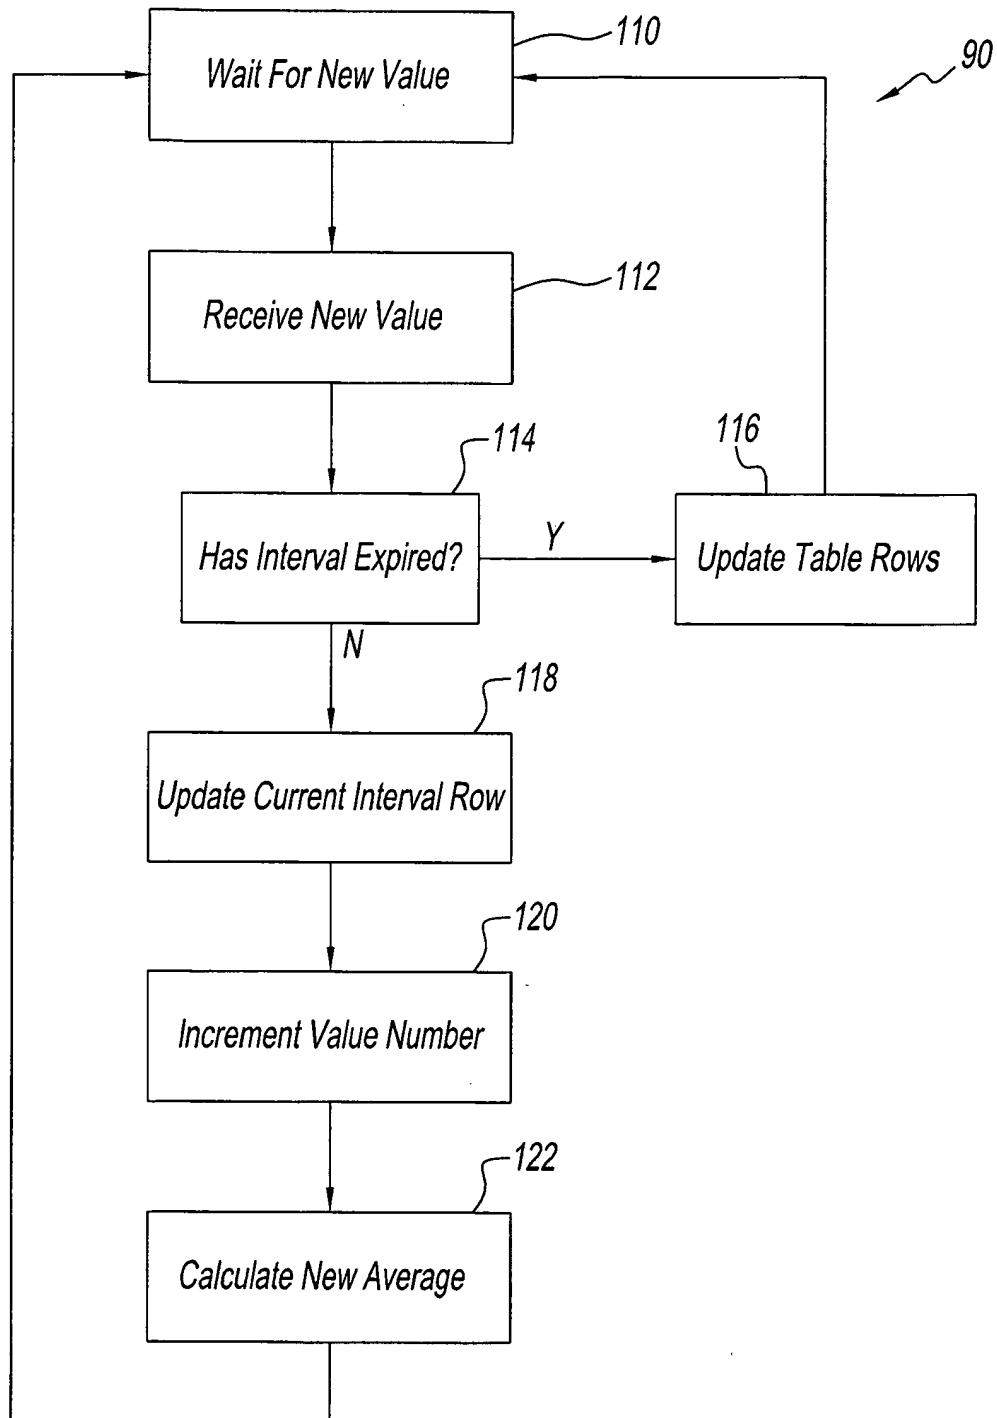 110
Wait For New Value
90
112
Receive New Value
114
116
Has Interval Expired?
Y
Update Table Rows
N
118
Update Current Interval Row
120
Increment Value Number
122
Calculate New Average